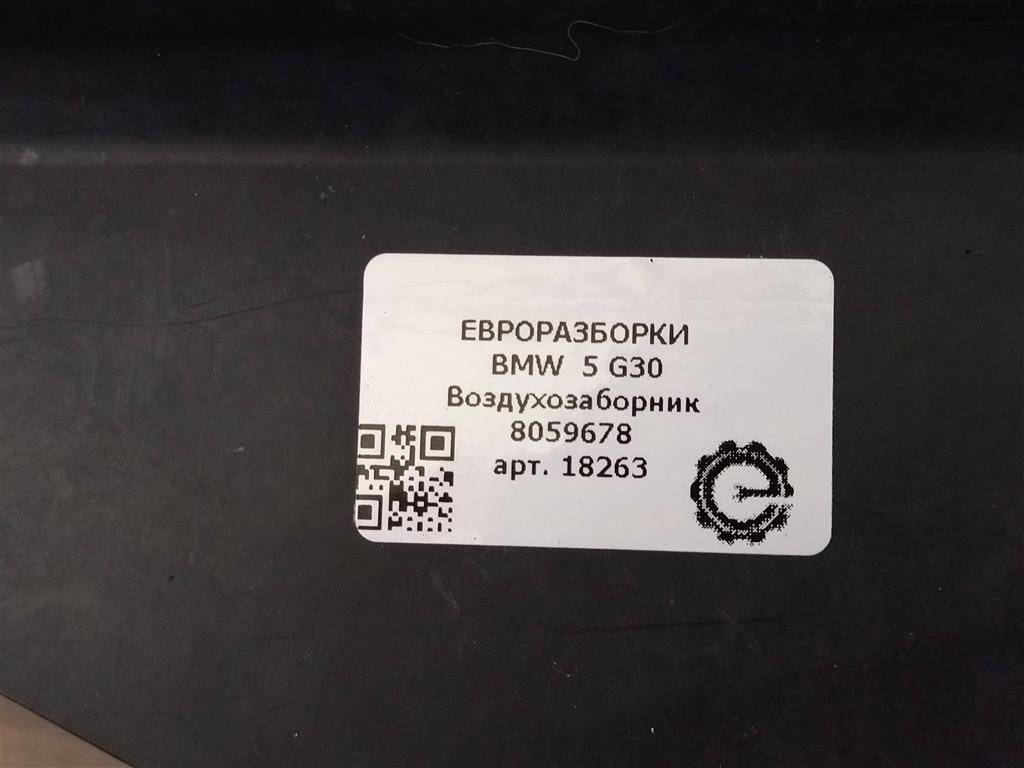 ЕВРОРАЗБОРКИ
BMW 5 G30
Воздухозаборник
8059678
арт. 18263